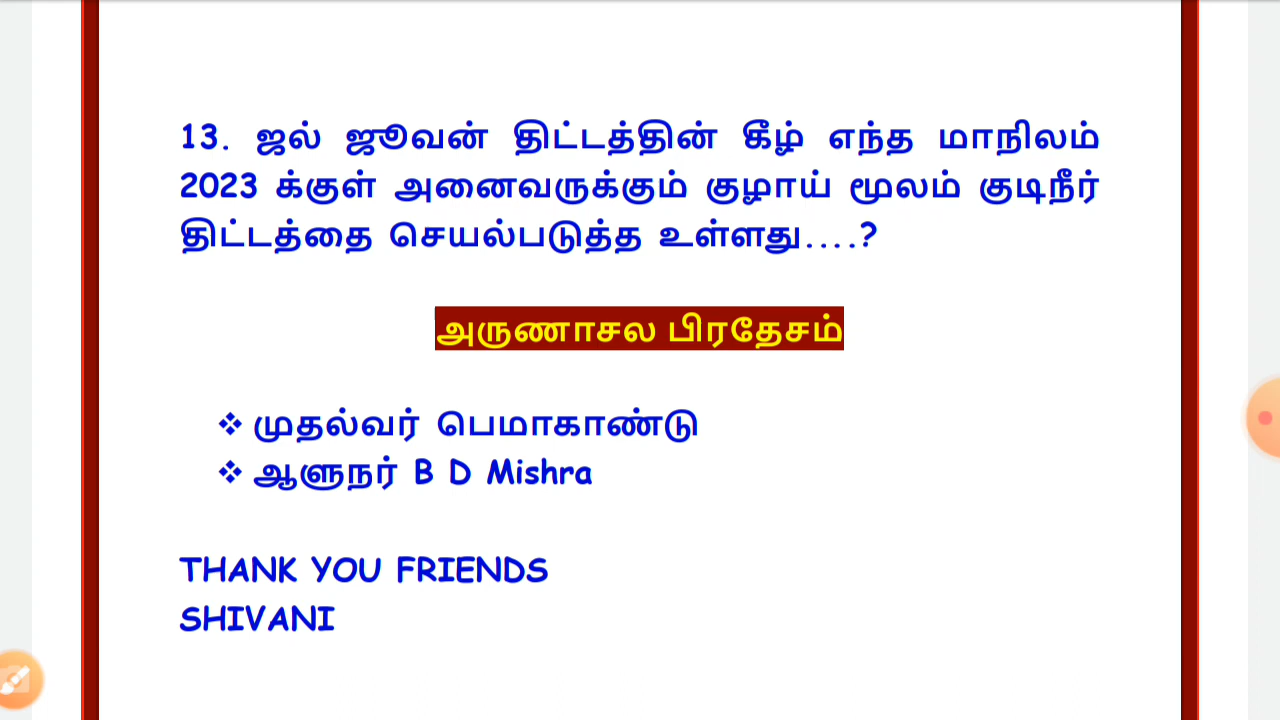 13. ஜல் ஜூவன் திட்டத்தின் கீழ் எந்த மாநிலம்
2023 க்குள் அனைவருக்கும் குழாய் மூலம் குடிநீர்
திட்டத்தை செயல்படுத்த உள்ளது....?
அருணாசல பிரதேசம்
❖ முதல்வர் பெமாகாண்டு
❖ ஆளுநர் B D Mishra
THANK YOU FRIENDS
SHIVANI